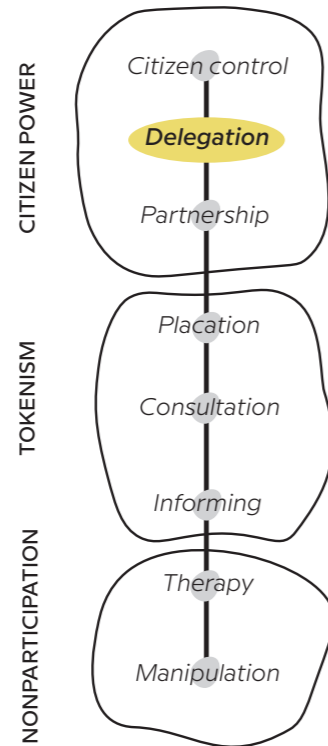 CITIZEN POWER
Citizen control
Delegation
Partnership
TOKENISM
Placation
Consultation
Informing
NONPARTICIPATION
Therapy
Manipulation